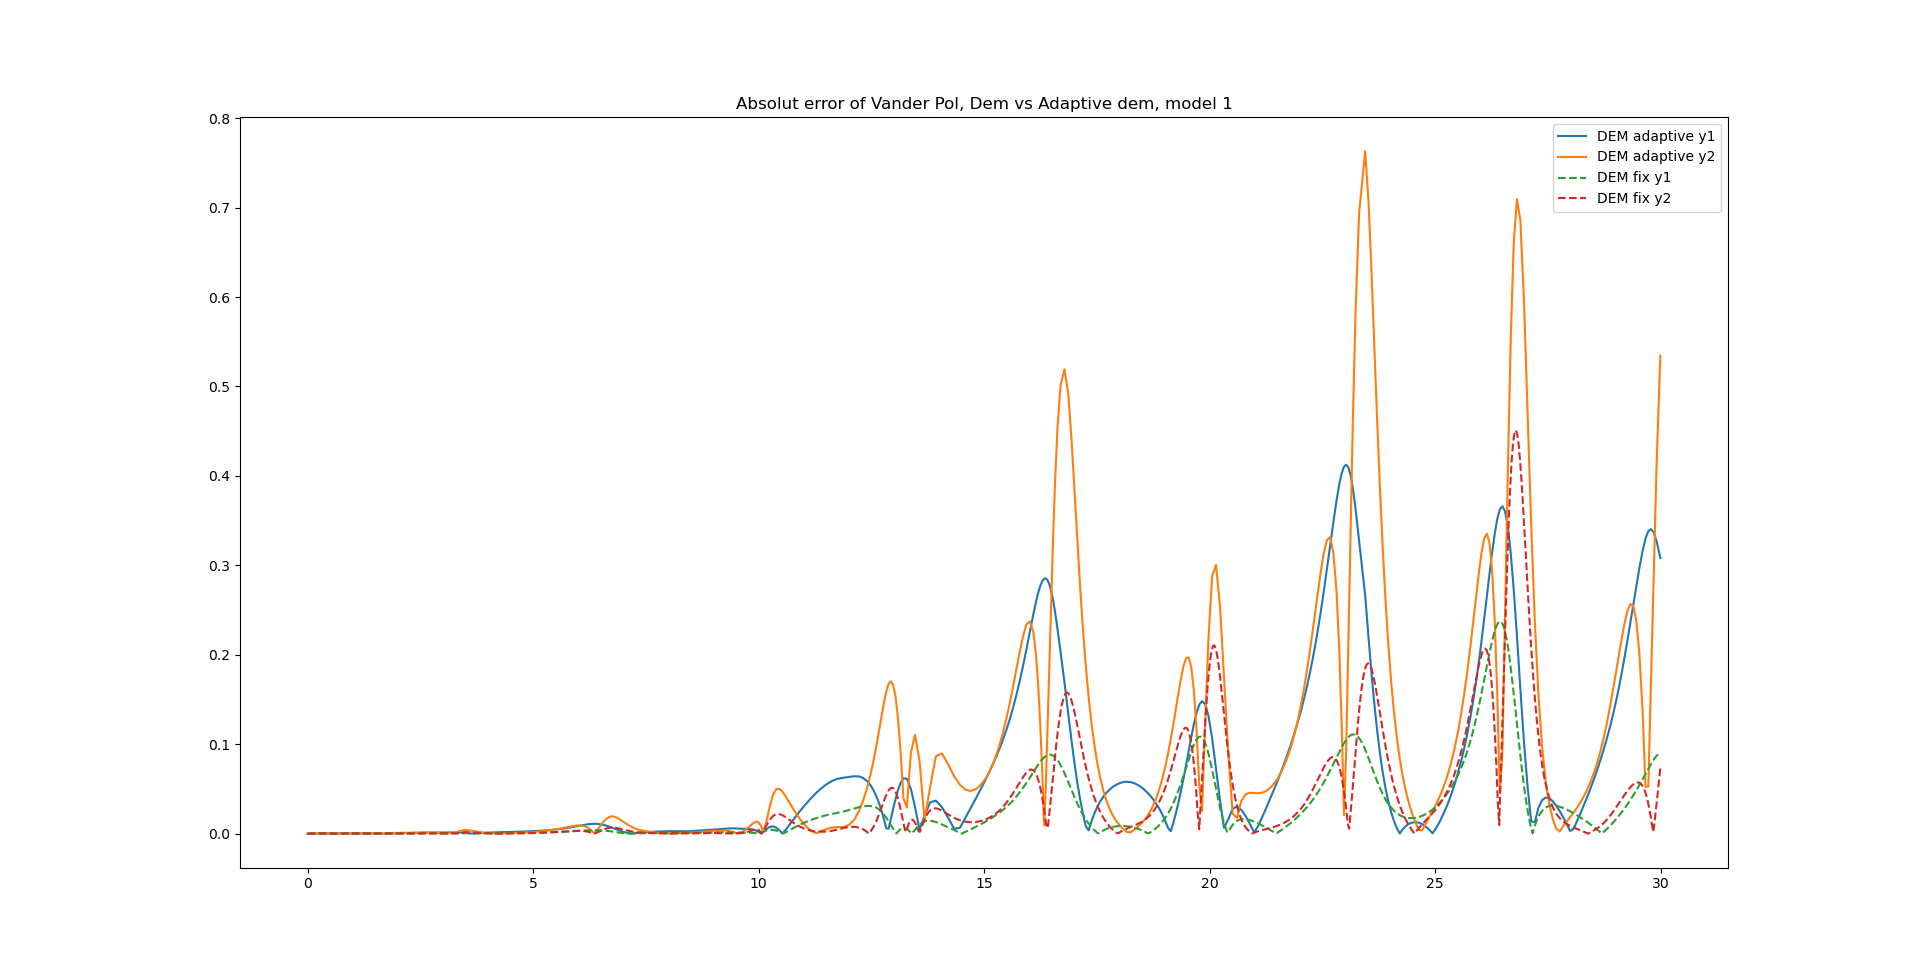 Absolut error of Vander Pol, Dem vs Adaptive dem, model 1
DEM adaptive y1
DEM adaptive y2
DEM fix y1
DEM fix y2
0.8
0.7
0.6
0.5
0.4
0.3
0.2
0.1
0.0
0 5 10 15 20 25 30